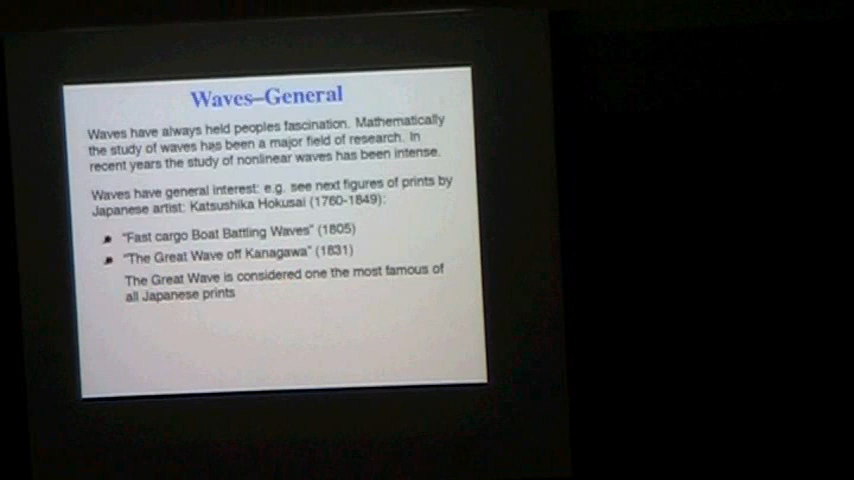 Waves–General
Waves have always held peoples fascination. Mathematically
the study of waves has been a major field of research. In
recent years the study of nonlinear waves has been intense.
Waves have general interest: e.g. see next figures of prints by
Japanese artist: Katsushika Hokusai (1760-1849):
“Fast cargo Boat Battling Waves” (1805)
“The Great Wave off Kanagawa” (1831)
The Great Wave is considered one the most famous of
all Japanese prints